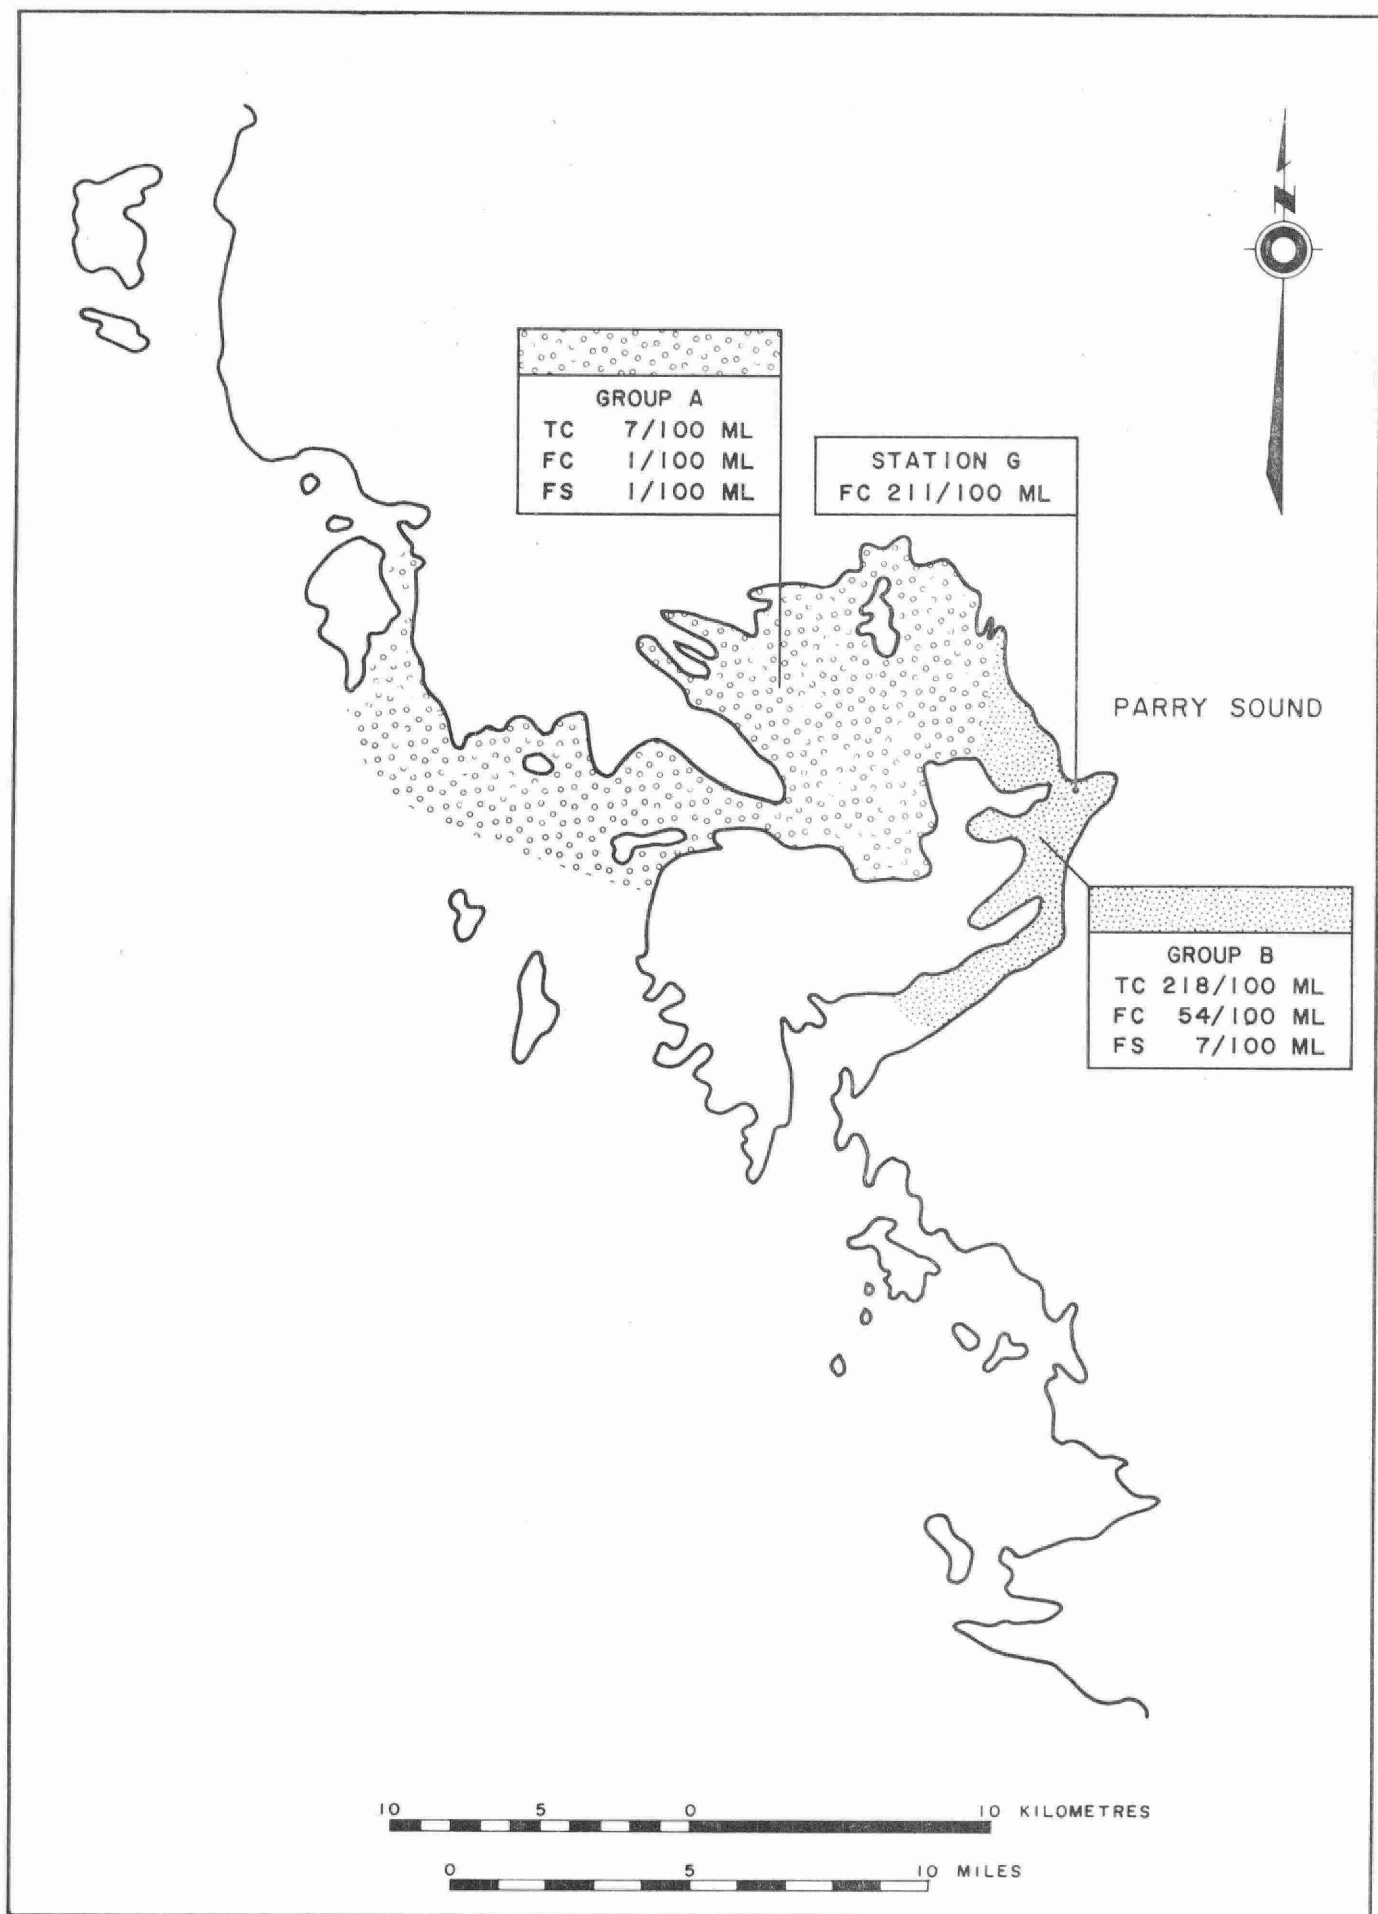 N
GROUP A
TC 7/100 ML
FC 1/100 ML
FS 1/100 ML
STATION G
FC 211/100 ML
PARRY SOUND
GROUP B
TC 218/100 ML
FC 54/100 ML
FS 7/100 ML
10 5 0 10 KILOMETRES
0 5 10 MILES